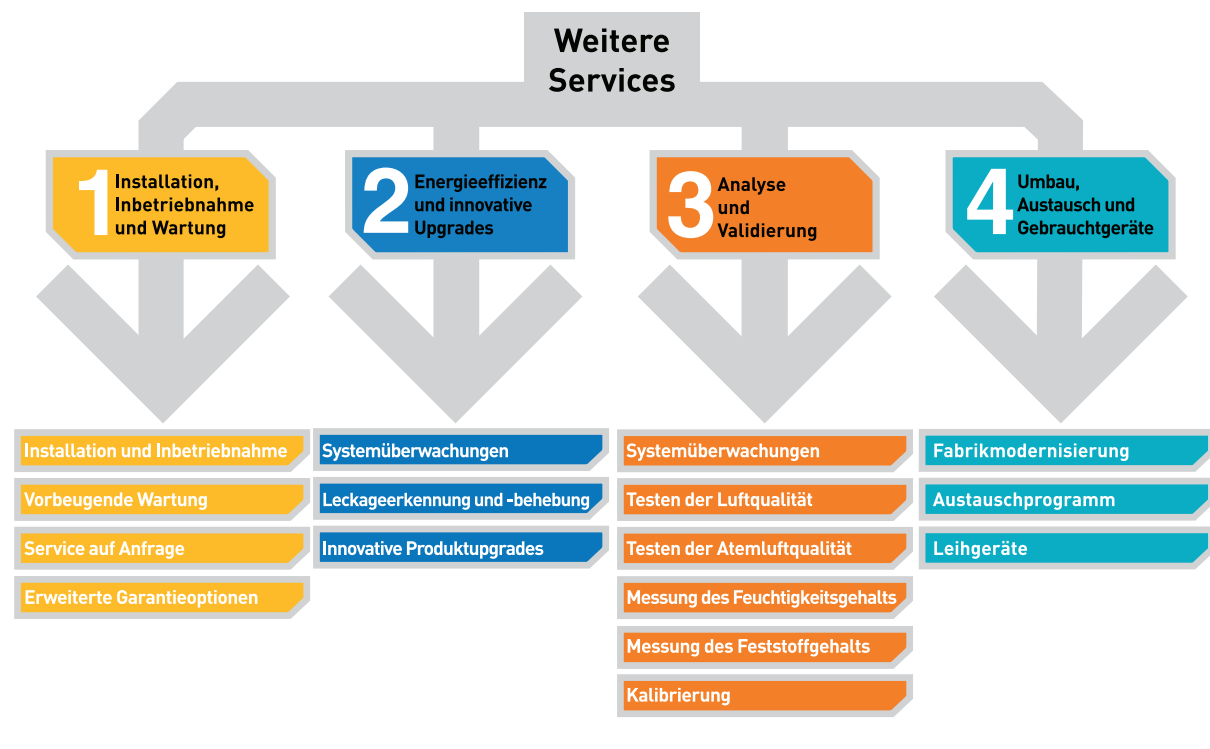 Weitere
Services
1
Installation,
Inbetriebnahme
und Wartung
2
Energieeffizienz
und innovative
Upgrades
3
Analyse
und
Validierung
4
Umbau,
Austausch und
Gebrauchtgeräte
Installation und Inbetriebnahme
Vorbeugende Wartung
Service auf Anfrage
Erweiterte Garantieoptionen
Systemüberwachungen
Leckageerkennung und -behebung
Innovative Produktupgrades
Systemüberwachungen
Testen der Luftqualität
Testen der Atemluftqualität
Messung des Feuchtigkeitsgehalts
Messung des Feststoffgehalts
Kalibrierung
Fabrikmodernisierung
Austauschprogramm
Leihgeräte